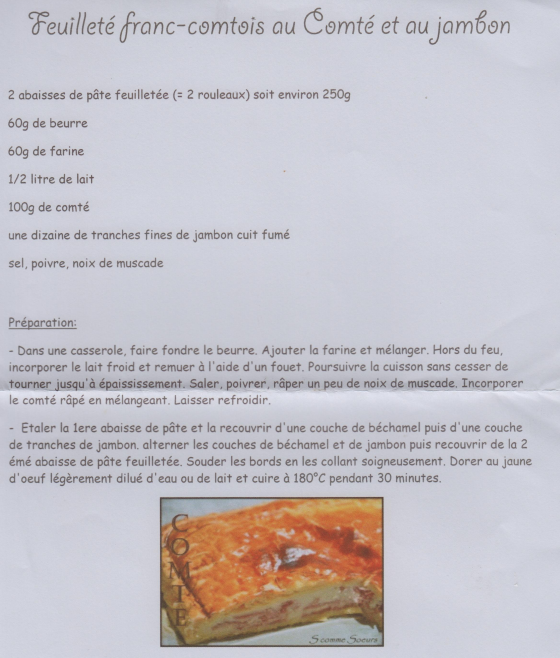 Feuilleté franc-comtois au Comté et au jambon
2 abaisses de pâte feuilletée (= 2 rouleaux) soit environ 250g
60g de beurre
60g de farine
1/2 litre de lait
100g de comté
une dizaine de tranches fines de jambon cuit fumé
sel, poivre, noix de muscade
Préparation:
- Dans une casserole, faire fondre le beurre. Ajouter la farine et mélanger. Hors du feu,
incorporer le lait froid et remuer à l'aide d'un fouet. Poursuivre la cuisson sans cesser de
tourner jusqu'à épaississement. Saler, poivrer, râper un peu de noix de muscade. Incorporer
le comté râpé en mélangeant. Laisser refroidir.
- Etaler la 1ere abaisse de pâte et la recouvrir d'une couche de béchamel puis d'une couche
de tranches de jambon. alterner les couches de béchamel et de jambon puis recouvrir de la 2
émé abaisse de pâte feuilletée. Souder les bords en les collant soigneusement. Dorer au jaune
d'oeuf légèrement dilué d'eau ou de lait et cuire à 180°C pendant 30 minutes.
COMTE
S comme Soeurs